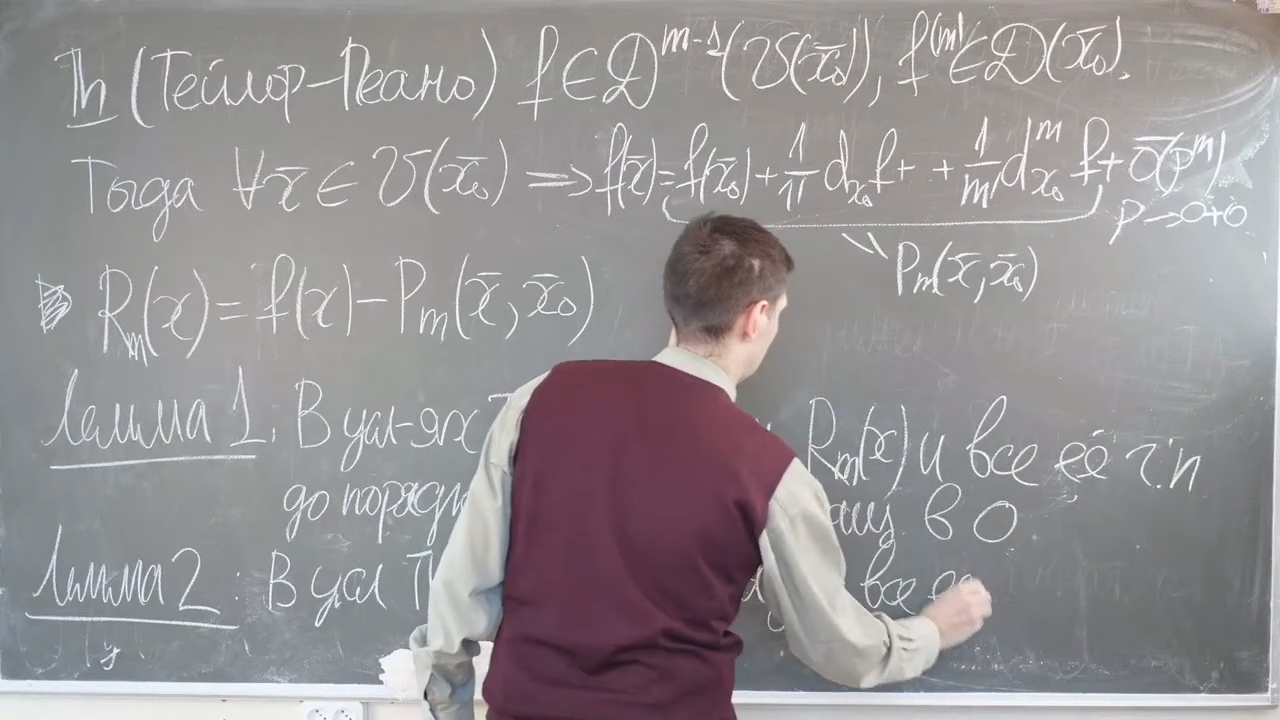 Th (Тейлор-Пеано) f ∈ D^{m-1}(U(x̄₀)), f^{(m)} ∈ D(x̄₀).
Тогда ∀x̄ ∈ U(x̄₀) ⇒ f(x̄) = f(x̄₀) + 1/1! d_{x₀} f + + 1/m! d^m_{x₀} f + ō(ρ^m)
ρ → 0+0
P_m(x̄, x̄₀)
R_m(x) = f(x) - P_m(x̄, x̄₀)
Лемма 1. В усл-ях R_m(x) и все её ч.п
до в 0
Лемма 2: В усл все